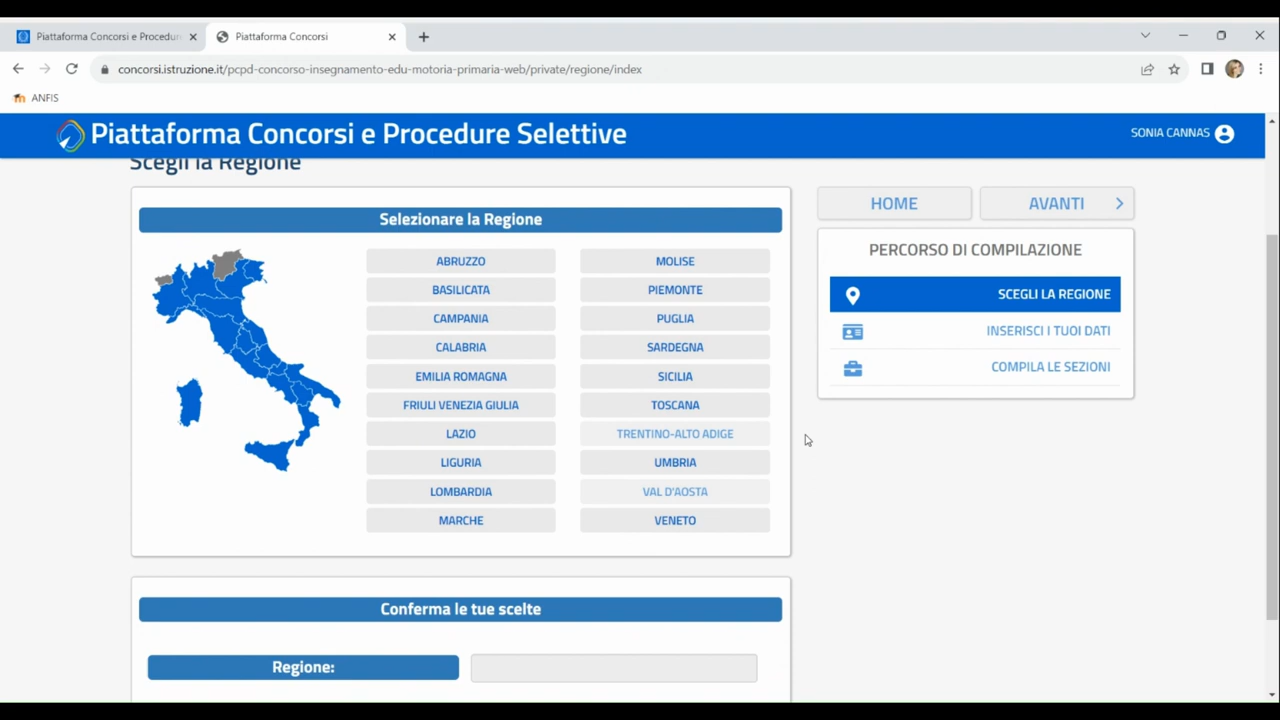 Piattaforma Concorsi e Procedur
Piattaforma Concorsi
concorsi.istruzione.it/pcpd-concorso-insegnamento-edu-motoria-primaria-web/private/regione/index
ANFIS
Piattaforma Concorsi e Procedure Selettive
SONIA CANNAS
Scegli la Regione
Selezionare la Regione
HOME
AVANTI
ABRUZZO
MOLISE
BASILICATA
PIEMONTE
CAMPANIA
PUGLIA
CALABRIA
SARDEGNA
EMILIA ROMAGNA
SICILIA
FRIULI VENEZIA GIULIA
TOSCANA
LAZIO
TRENTINO-ALTO ADIGE
LIGURIA
UMBRIA
LOMBARDIA
VAL D'AOSTA
MARCHE
VENETO
PERCORSO DI COMPILAZIONE
SCEGLI LA REGIONE
INSERISCI I TUOI DATI
COMPILA LE SEZIONI
Conferma le tue scelte
Regione: